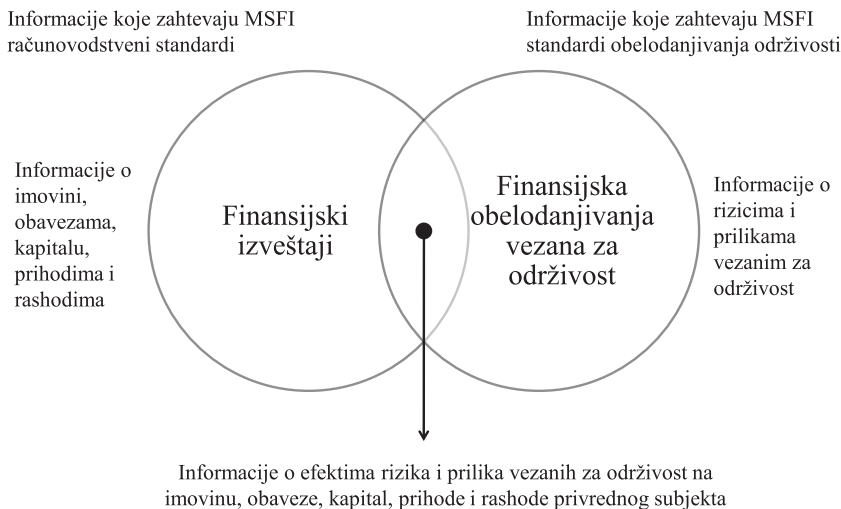 Informacije koje zahtevaju MSFI
računovodstveni standardi
Informacije koje zahtevaju MSFI
standardi obelodanjivanja održivosti
Informacije o
imovini,
obavezama,
kapitalu,
prihodima i
rashodima
Finansijski
izveštaji
Finansijska
obelodanjivanja
vezana za
održivost
Informacije o
rizicima i
prilikama
vezanim za
održivost
Informacije o efektima rizika i prilika vezanih za održivost na
imovinu, obaveze, kapital, prihode i rashode privrednog subjekta